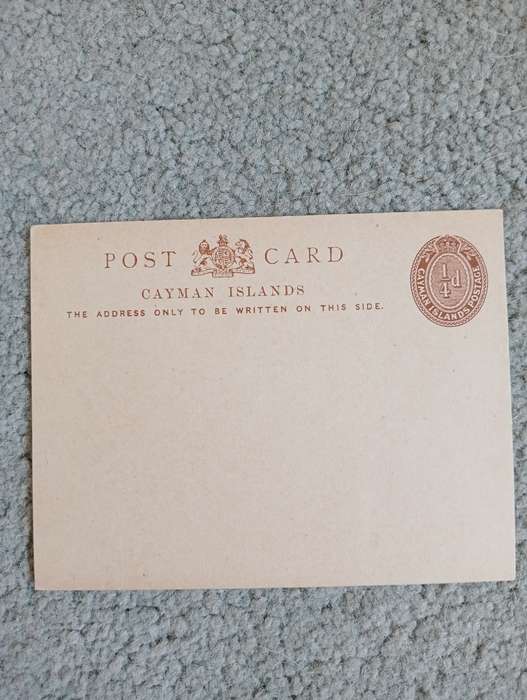 POST CARD
CAYMAN ISLANDS
THE ADDRESS ONLY TO BE WRITTEN ON THIS SIDE.
1/4d
CAYMAN ISLANDS POSTAGE